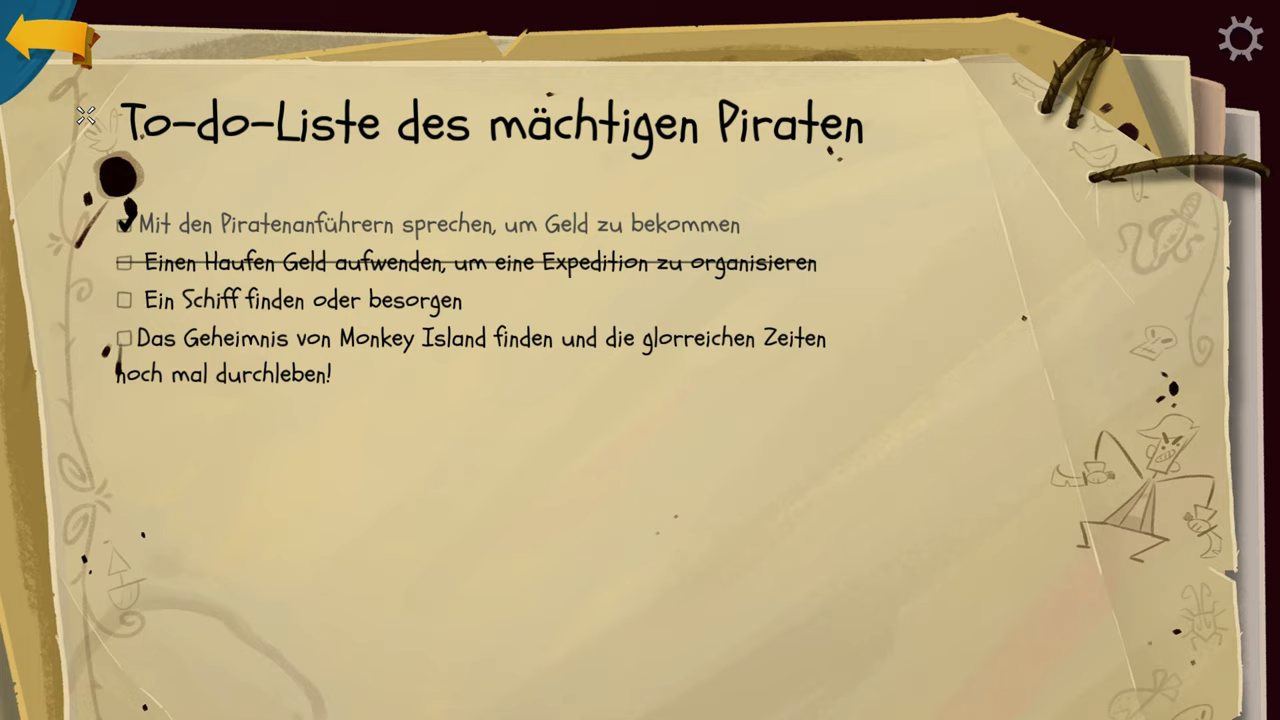 To-do-Liste des mächtigen Piraten
Mit den Piratenanführern sprechen, um Geld zu bekommen
Einen Haufen Geld aufwenden, um eine Expedition zu organisieren
Ein Schiff finden oder besorgen
Das Geheimnis von Monkey Island finden und die glorreichen Zeiten
noch mal durchleben!